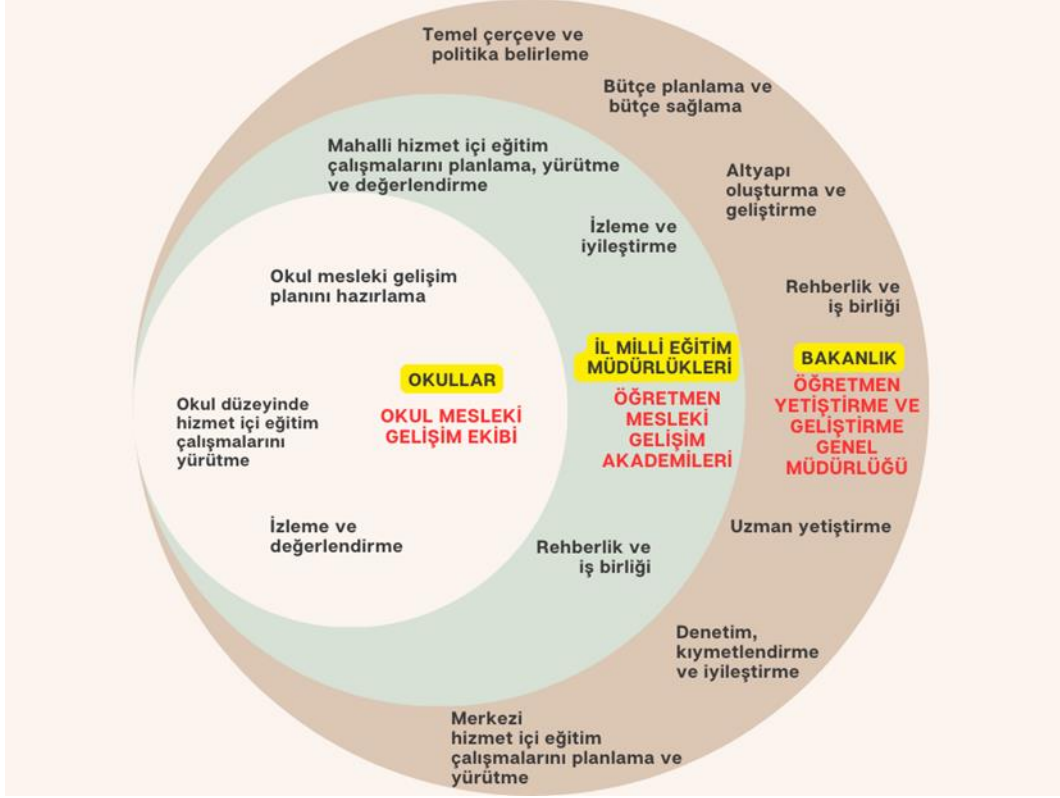 Temel çerçeve ve
politika belirleme
Bütçe planlama ve
bütçe sağlama
Mahalli hizmet içi eğitim
çalışmalarını planlama, yürütme
ve değerlendirme
Altyapı
oluşturma ve
geliştirme
İzleme ve
iyileştirme
Okul mesleki gelişim
planını hazırlama
Rehberlik ve
iş birliği
OKULLAR
OKUL MESLEKİ
GELİŞİM EKİBİ
İL MİLLİ EĞİTİM
MÜDÜRLÜKLERİ
ÖĞRETMEN
MESLEKİ
GELİŞİM
AKADEMİLERİ
BAKANLIK
ÖĞRETMEN
YETİŞTİRME VE
GELİŞTİRME
GENEL
MÜDÜRLÜĞÜ
Okul düzeyinde
hizmet içi eğitim
çalışmalarını
yürütme
İzleme ve
değerlendirme
Rehberlik ve
iş birliği
Uzman yetiştirme
Denetim,
kıymetlendirme
ve iyileştirme
Merkezi
hizmet içi eğitim
çalışmalarını planlama ve
yürütme